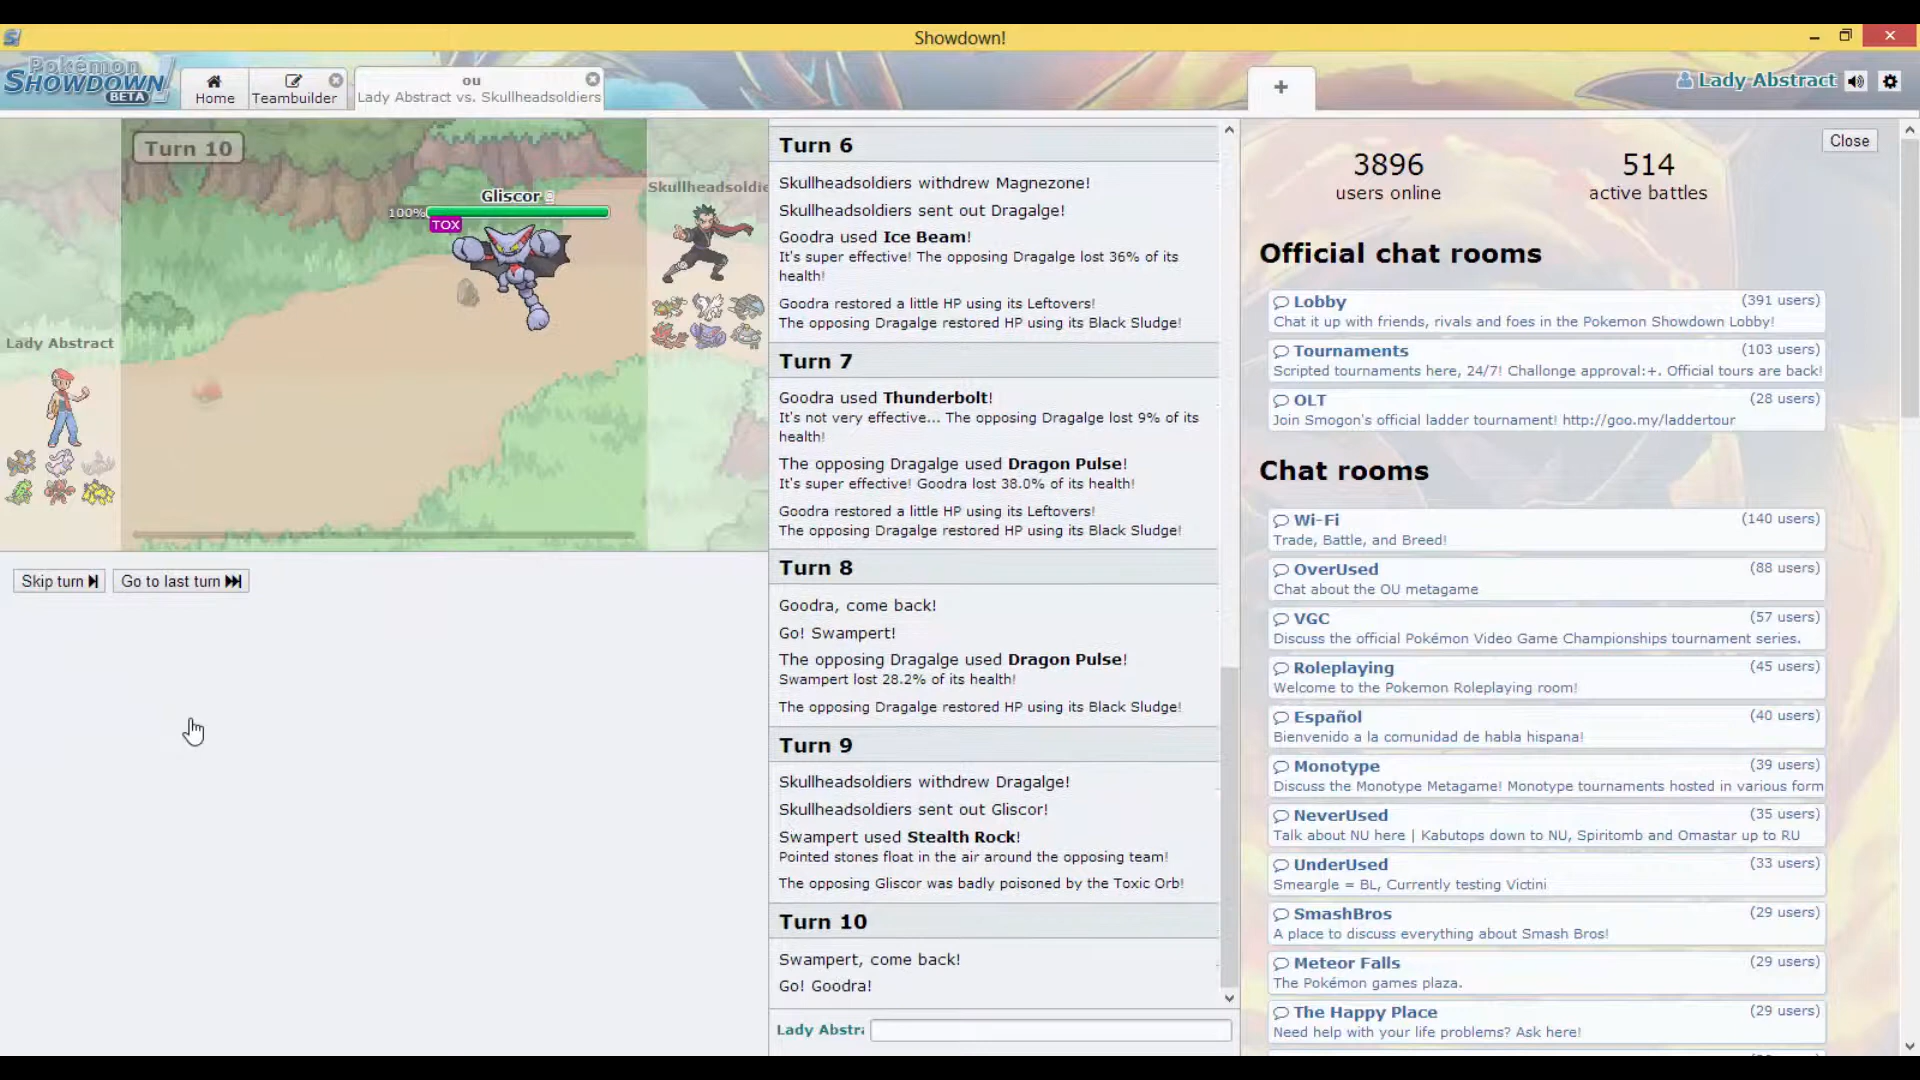 Showdown!
Pokémon
SHOWDOWN
BETA
Home
Teambuilder
ou
Lady Abstract vs. Skullheadsoldiers
+
Lady Abstract
Turn 10
Gliscor
100%
TOX
Skullheadsoldie
Lady Abstract
Skip turn
Go to last turn
Turn 6
Skullheadsoldiers withdrew Magnezone!
Skullheadsoldiers sent out Dragalge!
Goodra used Ice Beam!
It's super effective! The opposing Dragalge lost 36% of its
health!
Goodra restored a little HP using its Leftovers!
The opposing Dragalge restored HP using its Black Sludge!
Turn 7
Goodra used Thunderbolt!
It's not very effective... The opposing Dragalge lost 9% of its
health!
The opposing Dragalge used Dragon Pulse!
It's super effective! Goodra lost 38.0% of its health!
Goodra restored a little HP using its Leftovers!
The opposing Dragalge restored HP using its Black Sludge!
Turn 8
Goodra, come back!
Go! Swampert!
The opposing Dragalge used Dragon Pulse!
Swampert lost 28.2% of its health!
The opposing Dragalge restored HP using its Black Sludge!
Turn 9
Skullheadsoldiers withdrew Dragalge!
Skullheadsoldiers sent out Gliscor!
Swampert used Stealth Rock!
Pointed stones float in the air around the opposing team!
The opposing Gliscor was badly poisoned by the Toxic Orb!
Turn 10
Swampert, come back!
Go! Goodra!
Lady Abstra
Close
3896
users online
514
active battles
Official chat rooms
Lobby (391 users)
Chat it up with friends, rivals and foes in the Pokemon Showdown Lobby!
Tournaments (103 users)
Scripted tournaments here, 24/7! Challonge approval:+. Official tours are back!
OLT (28 users)
Join Smogon's official ladder tournament! http://goo.my/laddertour
Chat rooms
Wi-Fi (140 users)
Trade, Battle, and Breed!
OverUsed (88 users)
Chat about the OU metagame
VGC (57 users)
Discuss the official Pokémon Video Game Championships tournament series.
Roleplaying (45 users)
Welcome to the Pokemon Roleplaying room!
Español (40 users)
Bienvenido a la comunidad de habla hispana!
Monotype (39 users)
Discuss the Monotype Metagame! Monotype tournaments hosted in various form
NeverUsed (35 users)
Talk about NU here | Kabutops down to NU, Spiritomb and Omastar up to RU
UnderUsed (33 users)
Smeargle = BL, Currently testing Victini
SmashBros (29 users)
A place to discuss everything about Smash Bros!
Meteor Falls (29 users)
The Pokémon games plaza.
The Happy Place (29 users)
Need help with your life problems? Ask here!